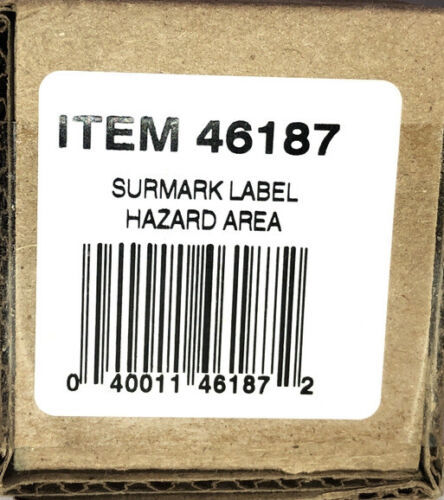 ITEM 46187
SURMARK LABEL
HAZARD AREA
0 40011 46187 2